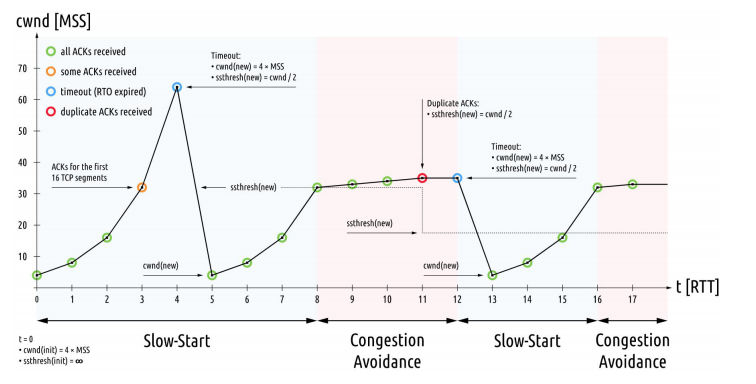 cwnd [MSS]
all ACKs received
some ACKs received
timeout (RTO expired)
duplicate ACKs received
Timeout:
• cwnd(new) = 4 × MSS
• ssthresh(new) = cwnd / 2
Duplicate ACKs:
• ssthresh(new) = cwnd / 2
Timeout:
• cwnd(new) = 4 × MSS
• ssthresh(new) = cwnd / 2
ACKs for the first
16 TCP segments
ssthresh(new)
ssthresh(new)
cwnd(new)
cwnd(new)
70
60
50
40
30
20
10
0 1 2 3 4 5 6 7 8 9 10 11 12 13 14 15 16 17
t [RTT]
Slow-Start
Congestion
Avoidance
Slow-Start
Congestion
Avoidance
t = 0
• cwnd(init) = 4 × MSS
• ssthresh(init) = ∞